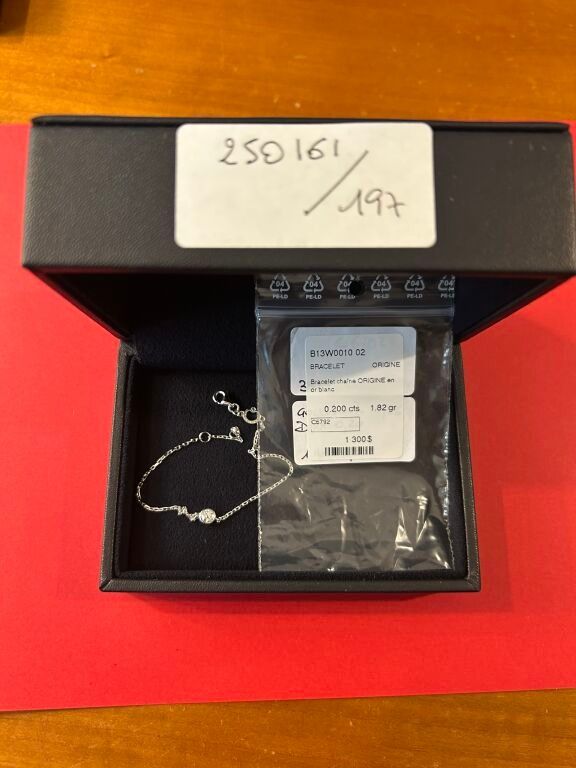 250161/197
04 04 04 04 04 04
PE-LD PE-LD PE-LD PE-LD PE-LD PE-LD
B13W0010 02
BRACELET ORIGINE
Bracelet chaîne ORIGINE en
or blanc
0.200 cts 1.82 gr
C5792
1 300 $